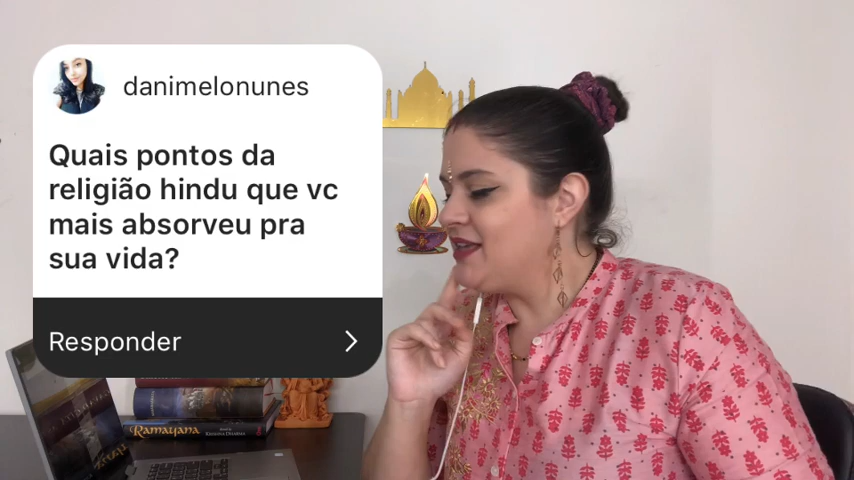 danimelonunes
Quais pontos da
religião hindu que vc
mais absorveu pra
sua vida?
Responder
RAMAYANA